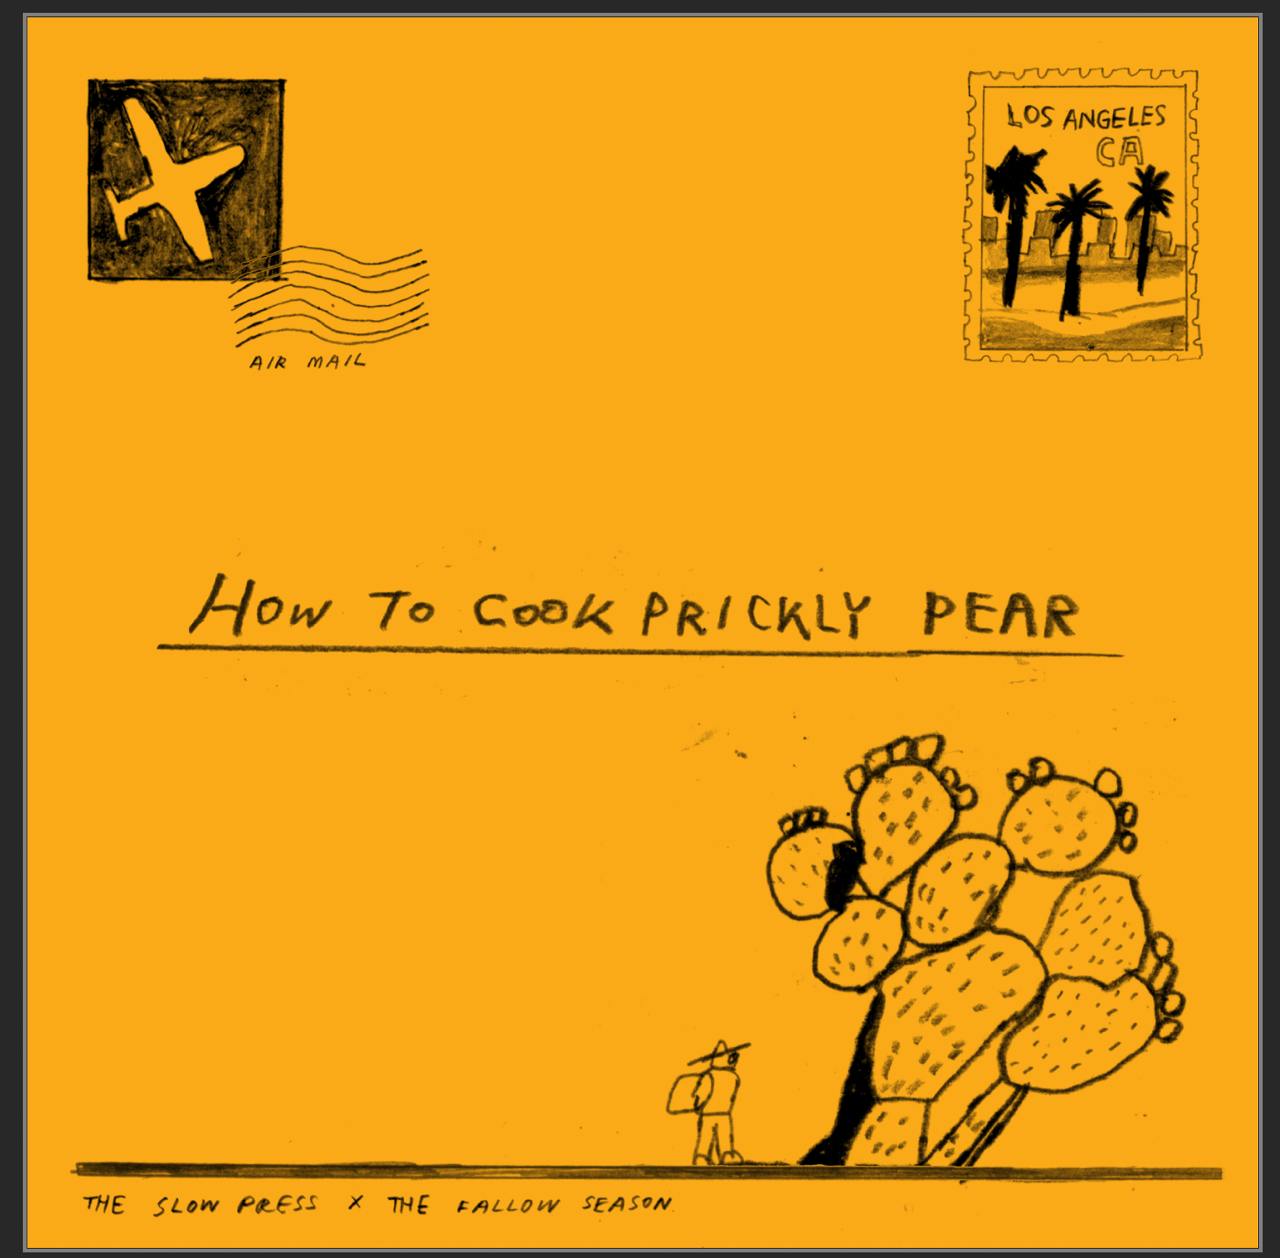 LOS ANGELES
CA
AIR MAIL
HOW TO COOK PRICKLY PEAR
THE SLOW PRESS X THE FALLOW SEASON